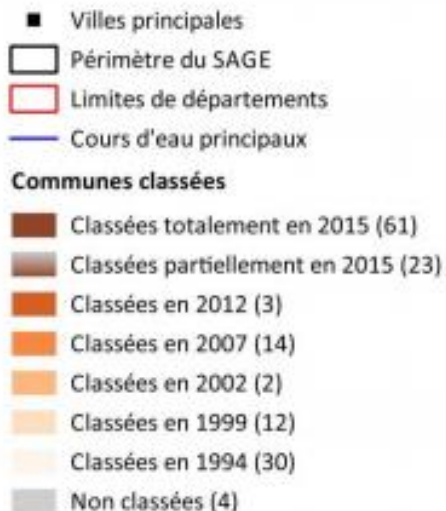 Villes principales
Périmètre du SAGE
Limites de départements
Cours d'eau principaux
Communes classées
Classées totalement en 2015 (61)
Classées partiellement en 2015 (23)
Classées en 2012 (3)
Classées en 2007 (14)
Classées en 2002 (2)
Classées en 1999 (12)
Classées en 1994 (30)
Non classées (4)